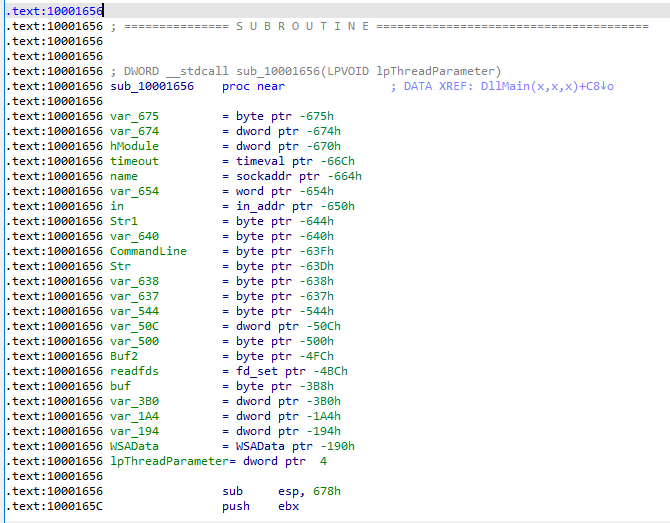 .text:10001656
.text:10001656 ; =============== S U B R O U T I N E =======================================
.text:10001656
.text:10001656
.text:10001656 ; DWORD __stdcall sub_10001656(LPVOID lpThreadParameter)
.text:10001656 sub_10001656 proc near ; DATA XREF: DllMain(x,x,x)+C8↓o
.text:10001656
.text:10001656 var_675 = byte ptr -675h
.text:10001656 var_674 = dword ptr -674h
.text:10001656 hModule = dword ptr -670h
.text:10001656 timeout = timeval ptr -66Ch
.text:10001656 name = sockaddr ptr -664h
.text:10001656 var_654 = word ptr -654h
.text:10001656 in = in_addr ptr -650h
.text:10001656 Str1 = byte ptr -644h
.text:10001656 var_640 = byte ptr -640h
.text:10001656 CommandLine = byte ptr -63Fh
.text:10001656 Str = byte ptr -63Dh
.text:10001656 var_638 = byte ptr -638h
.text:10001656 var_637 = byte ptr -637h
.text:10001656 var_544 = byte ptr -544h
.text:10001656 var_50C = dword ptr -50Ch
.text:10001656 var_500 = byte ptr -500h
.text:10001656 Buf2 = byte ptr -4FCh
.text:10001656 readfds = fd_set ptr -4BCh
.text:10001656 buf = byte ptr -3B8h
.text:10001656 var_3B0 = dword ptr -3B0h
.text:10001656 var_1A4 = dword ptr -1A4h
.text:10001656 var_194 = dword ptr -194h
.text:10001656 WSAData = WSAData ptr -190h
.text:10001656 lpThreadParameter= dword ptr 4
.text:10001656
.text:10001656 sub esp, 678h
.text:1000165C push ebx